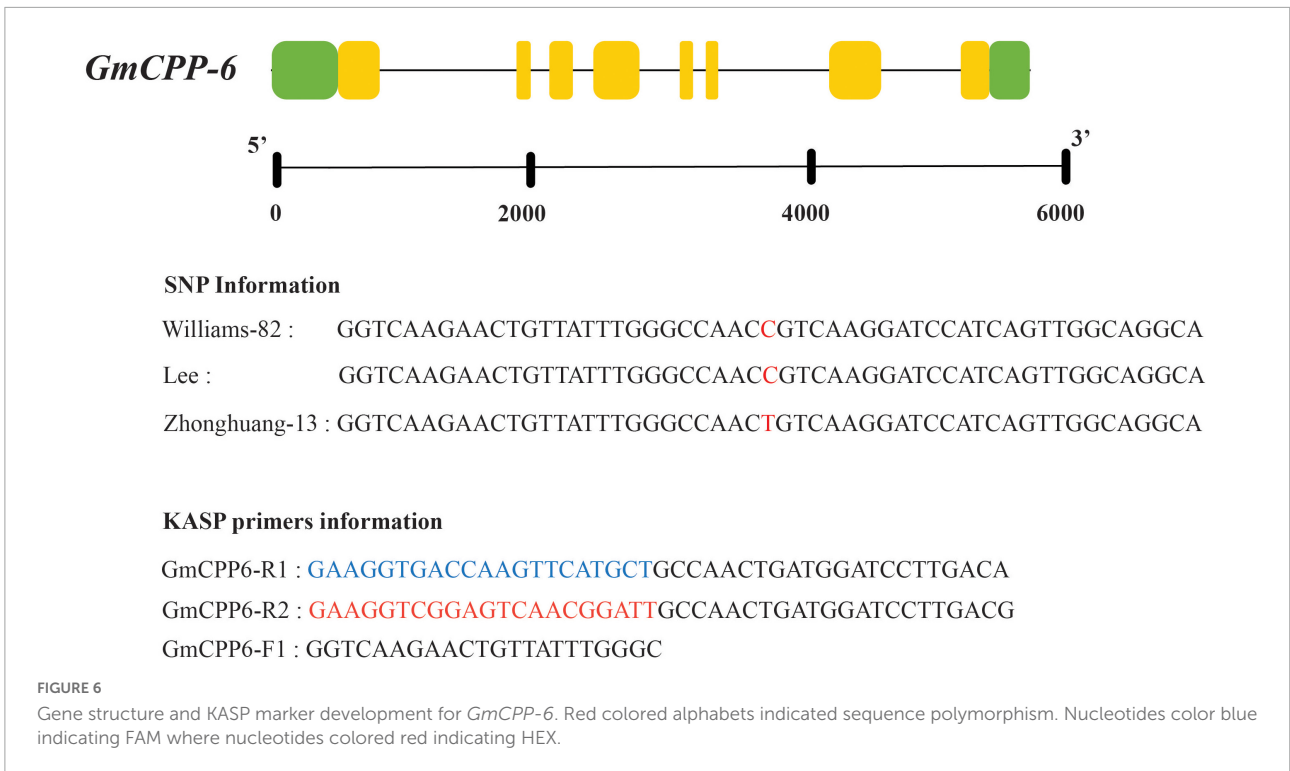 GmCPP-6
5’ 3’
0 2000 4000 6000
SNP Information
Williams-82 : GGTCAAGAACTGTTATTTGGGCCAACCGTCAAGGATCCATCAGTTGGCAGGCA
Lee : GGTCAAGAACTGTTATTTGGGCCAACCGTCAAGGATCCATCAGTTGGCAGGCA
Zhonghuang-13 : GGTCAAGAACTGTTATTTGGGCCAACTGTCAAGGATCCATCAGTTGGCAGGCA
KASP primers information
GmCPP6-R1 : GAAGGTGACCAAGTTCATGCTGCCAACTGATGGATCCTTGACA
GmCPP6-R2 : GAAGGTCGGAGTCAACGGATTGCCAACTGATGGATCCTTGACG
GmCPP6-F1 : GGTCAAGAACTGTTATTTGGGC
FIGURE 6
Gene structure and KASP marker development for GmCPP-6. Red colored alphabets indicated sequence polymorphism. Nucleotides color blue
indicating FAM where nucleotides colored red indicating HEX.